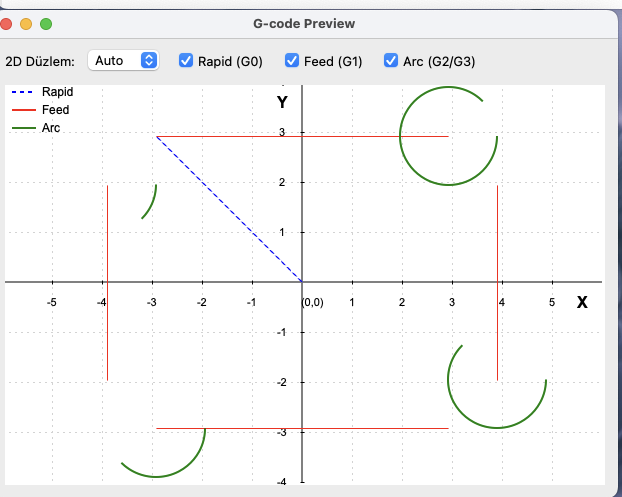 G-code Preview
2D Düzlem: Auto Rapid (G0) Feed (G1) Arc (G2/G3)
Rapid
Feed
Arc
Y
3
2
1
-5 -4 -3 -2 -1 (0,0) 1 2 3 4 5 X
-1
-2
-3
-4